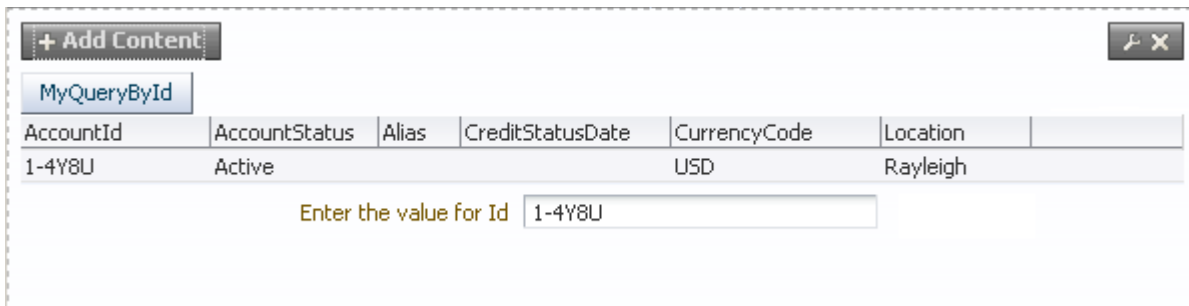 + Add Content
MyQueryById
AccountId AccountStatus Alias CreditStatusDate CurrencyCode Location
1-4Y8U Active USD Rayleigh
Enter the value for Id 1-4Y8U